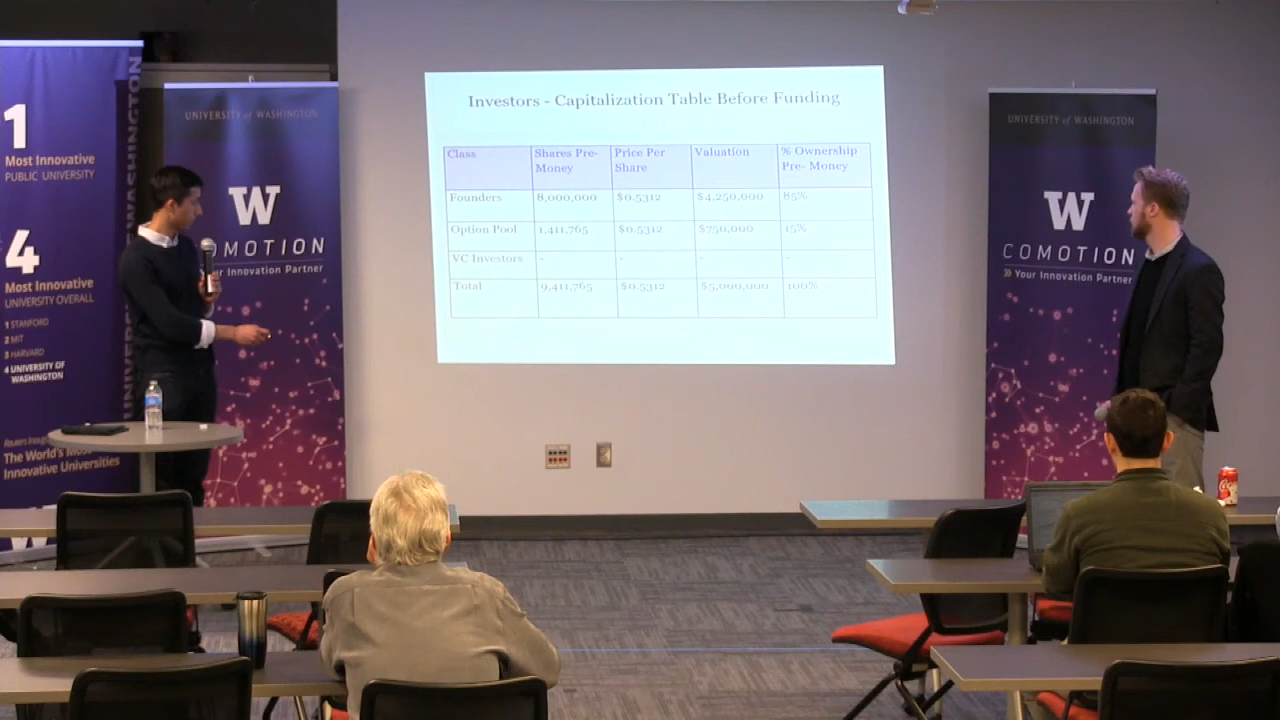 1
Most Innovative
PUBLIC UNIVERSITY
4
Most Innovative
UNIVERSITY OVERALL
1 STANFORD
2 MIT
3 HARVARD
4 UNIVERSITY OF
WASHINGTON
The World's Most
Innovative Universities
WASHINGTON
UNIVERSITY of WASHINGTON
W
OMOTION
Your Innovation Partner
Investors - Capitalization Table Before Funding
Class Shares Pre-Money Price Per Share Valuation % Ownership Pre- Money
Founders 8,000,000 $0.5312 $4,250,000 85%
Option Pool 1,411,765 $0.5312 $750,000 15%
VC Investors - - - -
Total 9,411,765 $0.5312 $5,000,000 100%
UNIVERSITY of WASHINGTON
W
COMOTION
» Your Innovation Partner